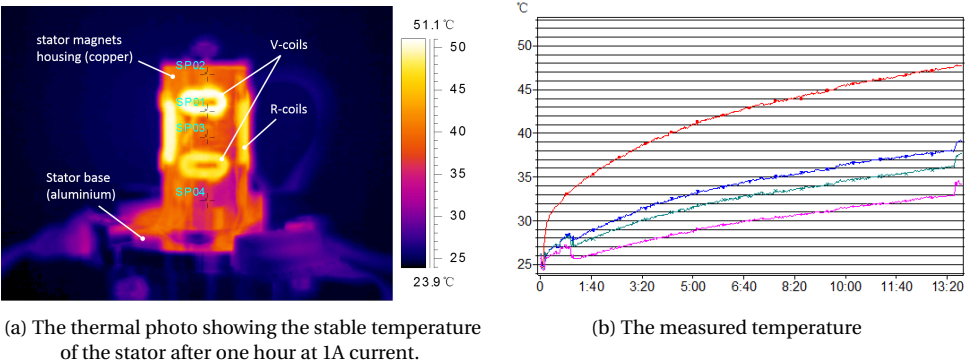 stator magnets
housing (copper)
V-coils
R-coils
Stator base
(aluminium)
SP02
SP01
SP03
SP04
51.1 ℃
50
45
40
35
30
25
23.9 ℃
℃
50
45
40
35
30
25
0 1:40 3:20 5:00 6:40 8:20 10:00 11:40 13:20
(a) The thermal photo showing the stable temperature
of the stator after one hour at 1A current.
(b) The measured temperature